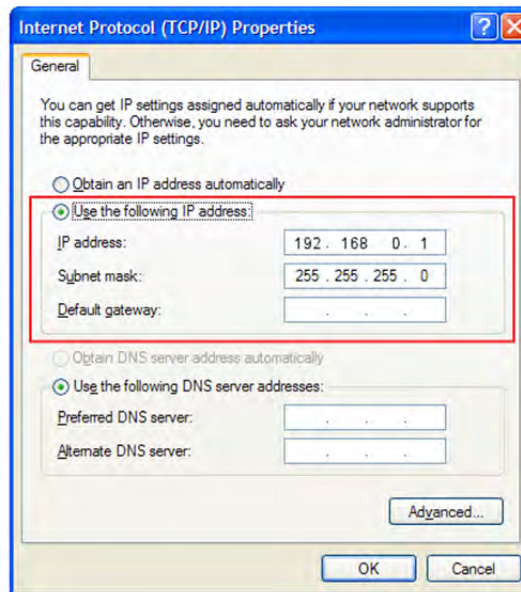 Internet Protocol (TCP/IP) Properties
General
You can get IP settings assigned automatically if your network supports
this capability. Otherwise, you need to ask your network administrator for
the appropriate IP settings.
Obtain an IP address automatically
Use the following IP address:
IP address: 192 . 168 . 0 . 1
Subnet mask: 255 . 255 . 255 . 0
Default gateway: . . .
Obtain DNS server address automatically
Use the following DNS server addresses:
Preferred DNS server: . . .
Alternate DNS server: . . .
Advanced...
OK Cancel